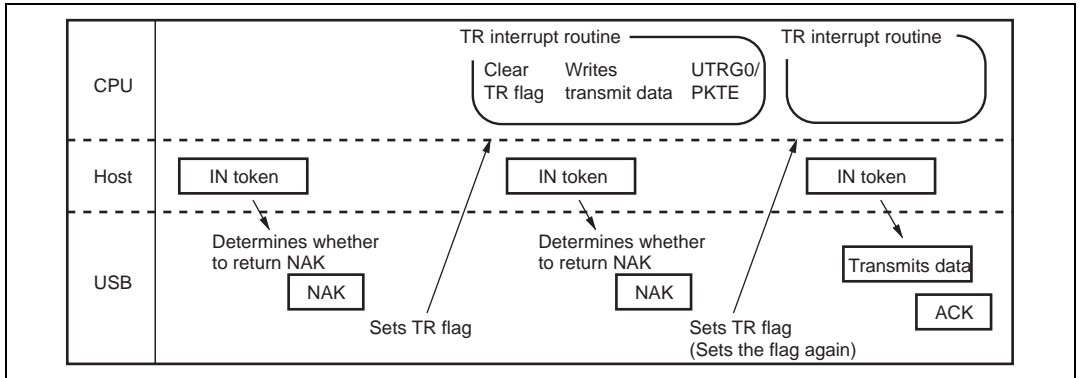 CPU
TR interrupt routine
Clear Writes UTRG0/
TR flag transmit data PKTE
TR interrupt routine
Host
IN token
IN token
IN token
USB
Determines whether
to return NAK
NAK
Sets TR flag
Determines whether
to return NAK
NAK
Sets TR flag
(Sets the flag again)
Transmits data
ACK